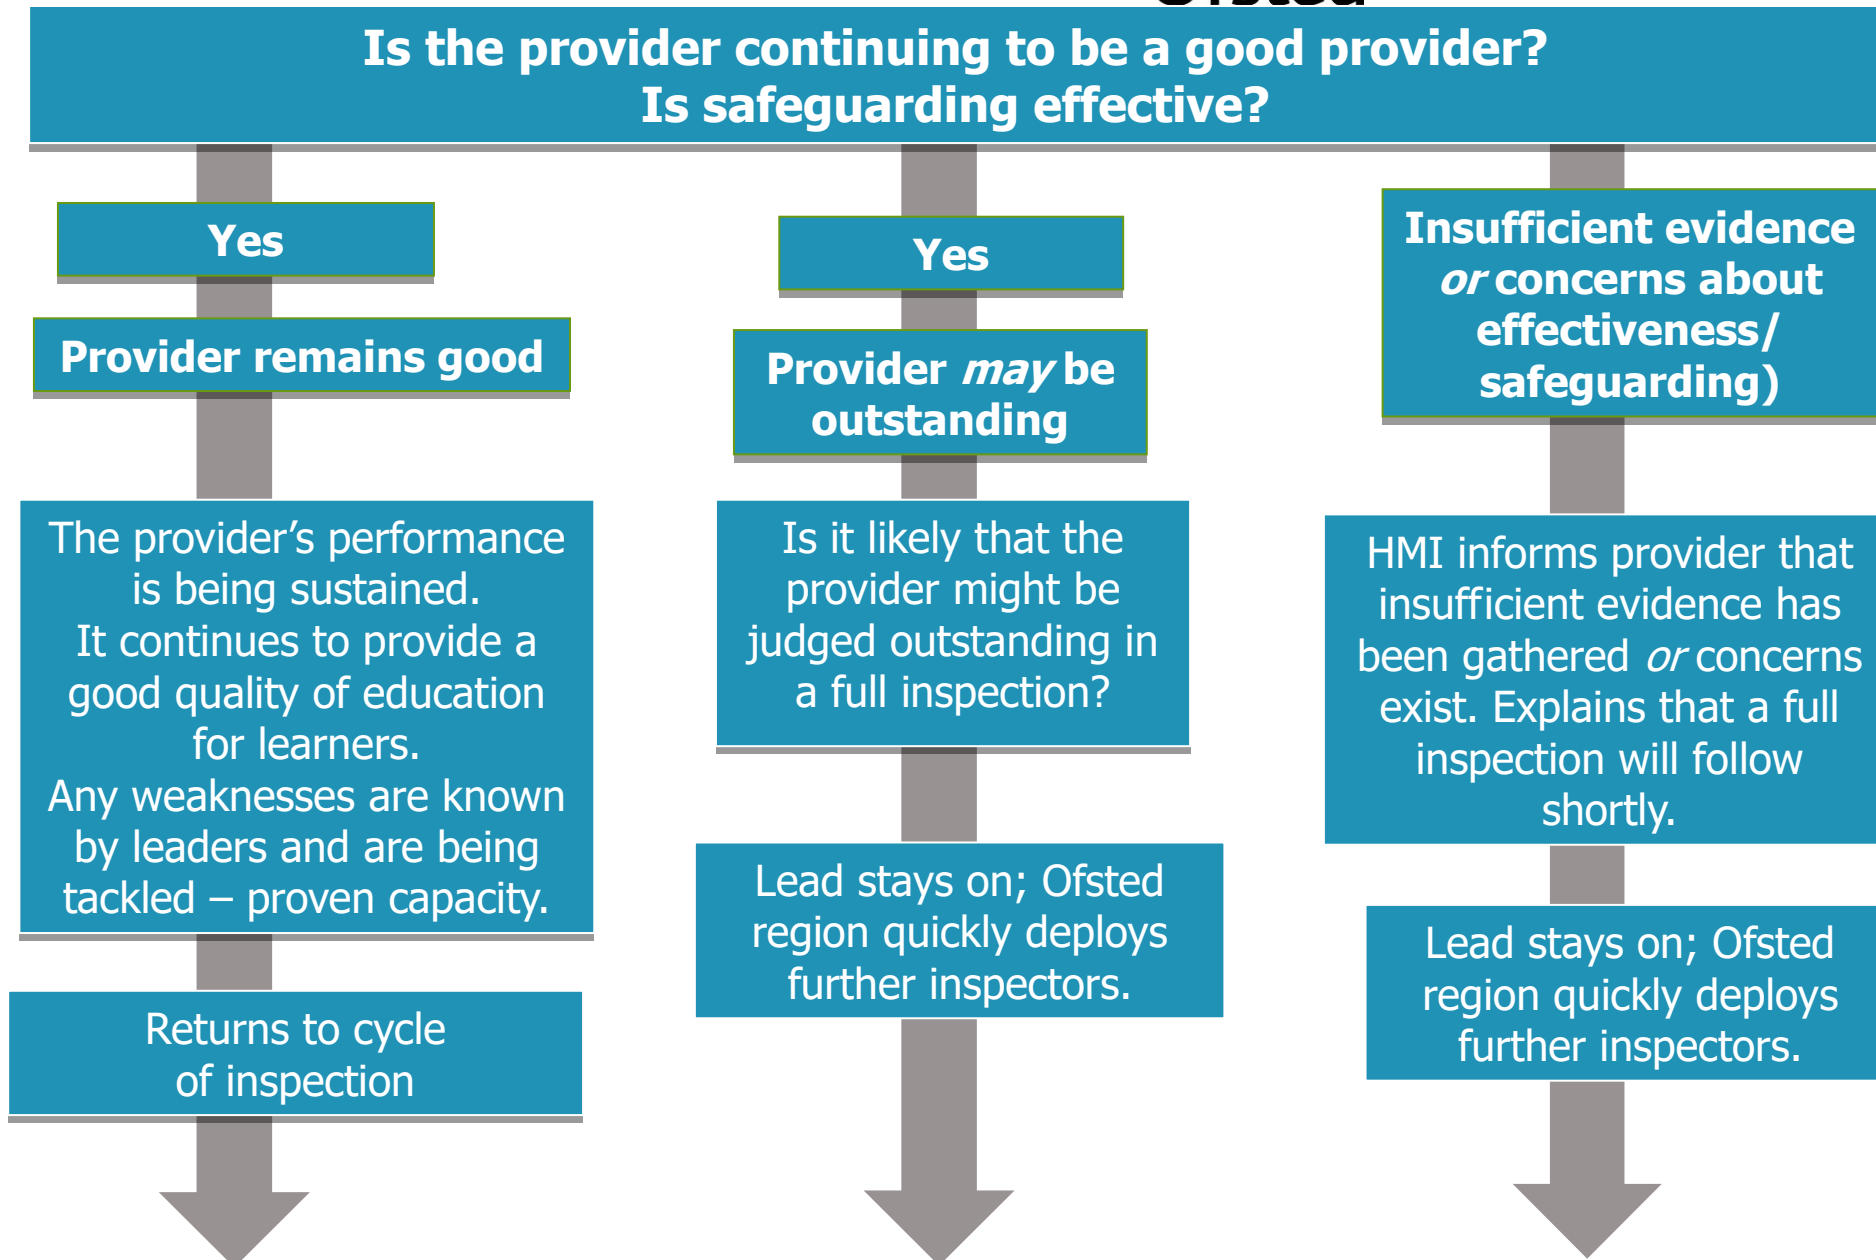 Ofsted
Is the provider continuing to be a good provider?
Is safeguarding effective?
Yes
Provider remains good
The provider’s performance
is being sustained.
It continues to provide a
good quality of education
for learners.
Any weaknesses are known
by leaders and are being
tackled – proven capacity.
Returns to cycle
of inspection
Yes
Provider may be
outstanding
Is it likely that the
provider might be
judged outstanding in
a full inspection?
Lead stays on; Ofsted
region quickly deploys
further inspectors.
Insufficient evidence
or concerns about
effectiveness/
safeguarding)
HMI informs provider that
insufficient evidence has
been gathered or concerns
exist. Explains that a full
inspection will follow
shortly.
Lead stays on; Ofsted
region quickly deploys
further inspectors.